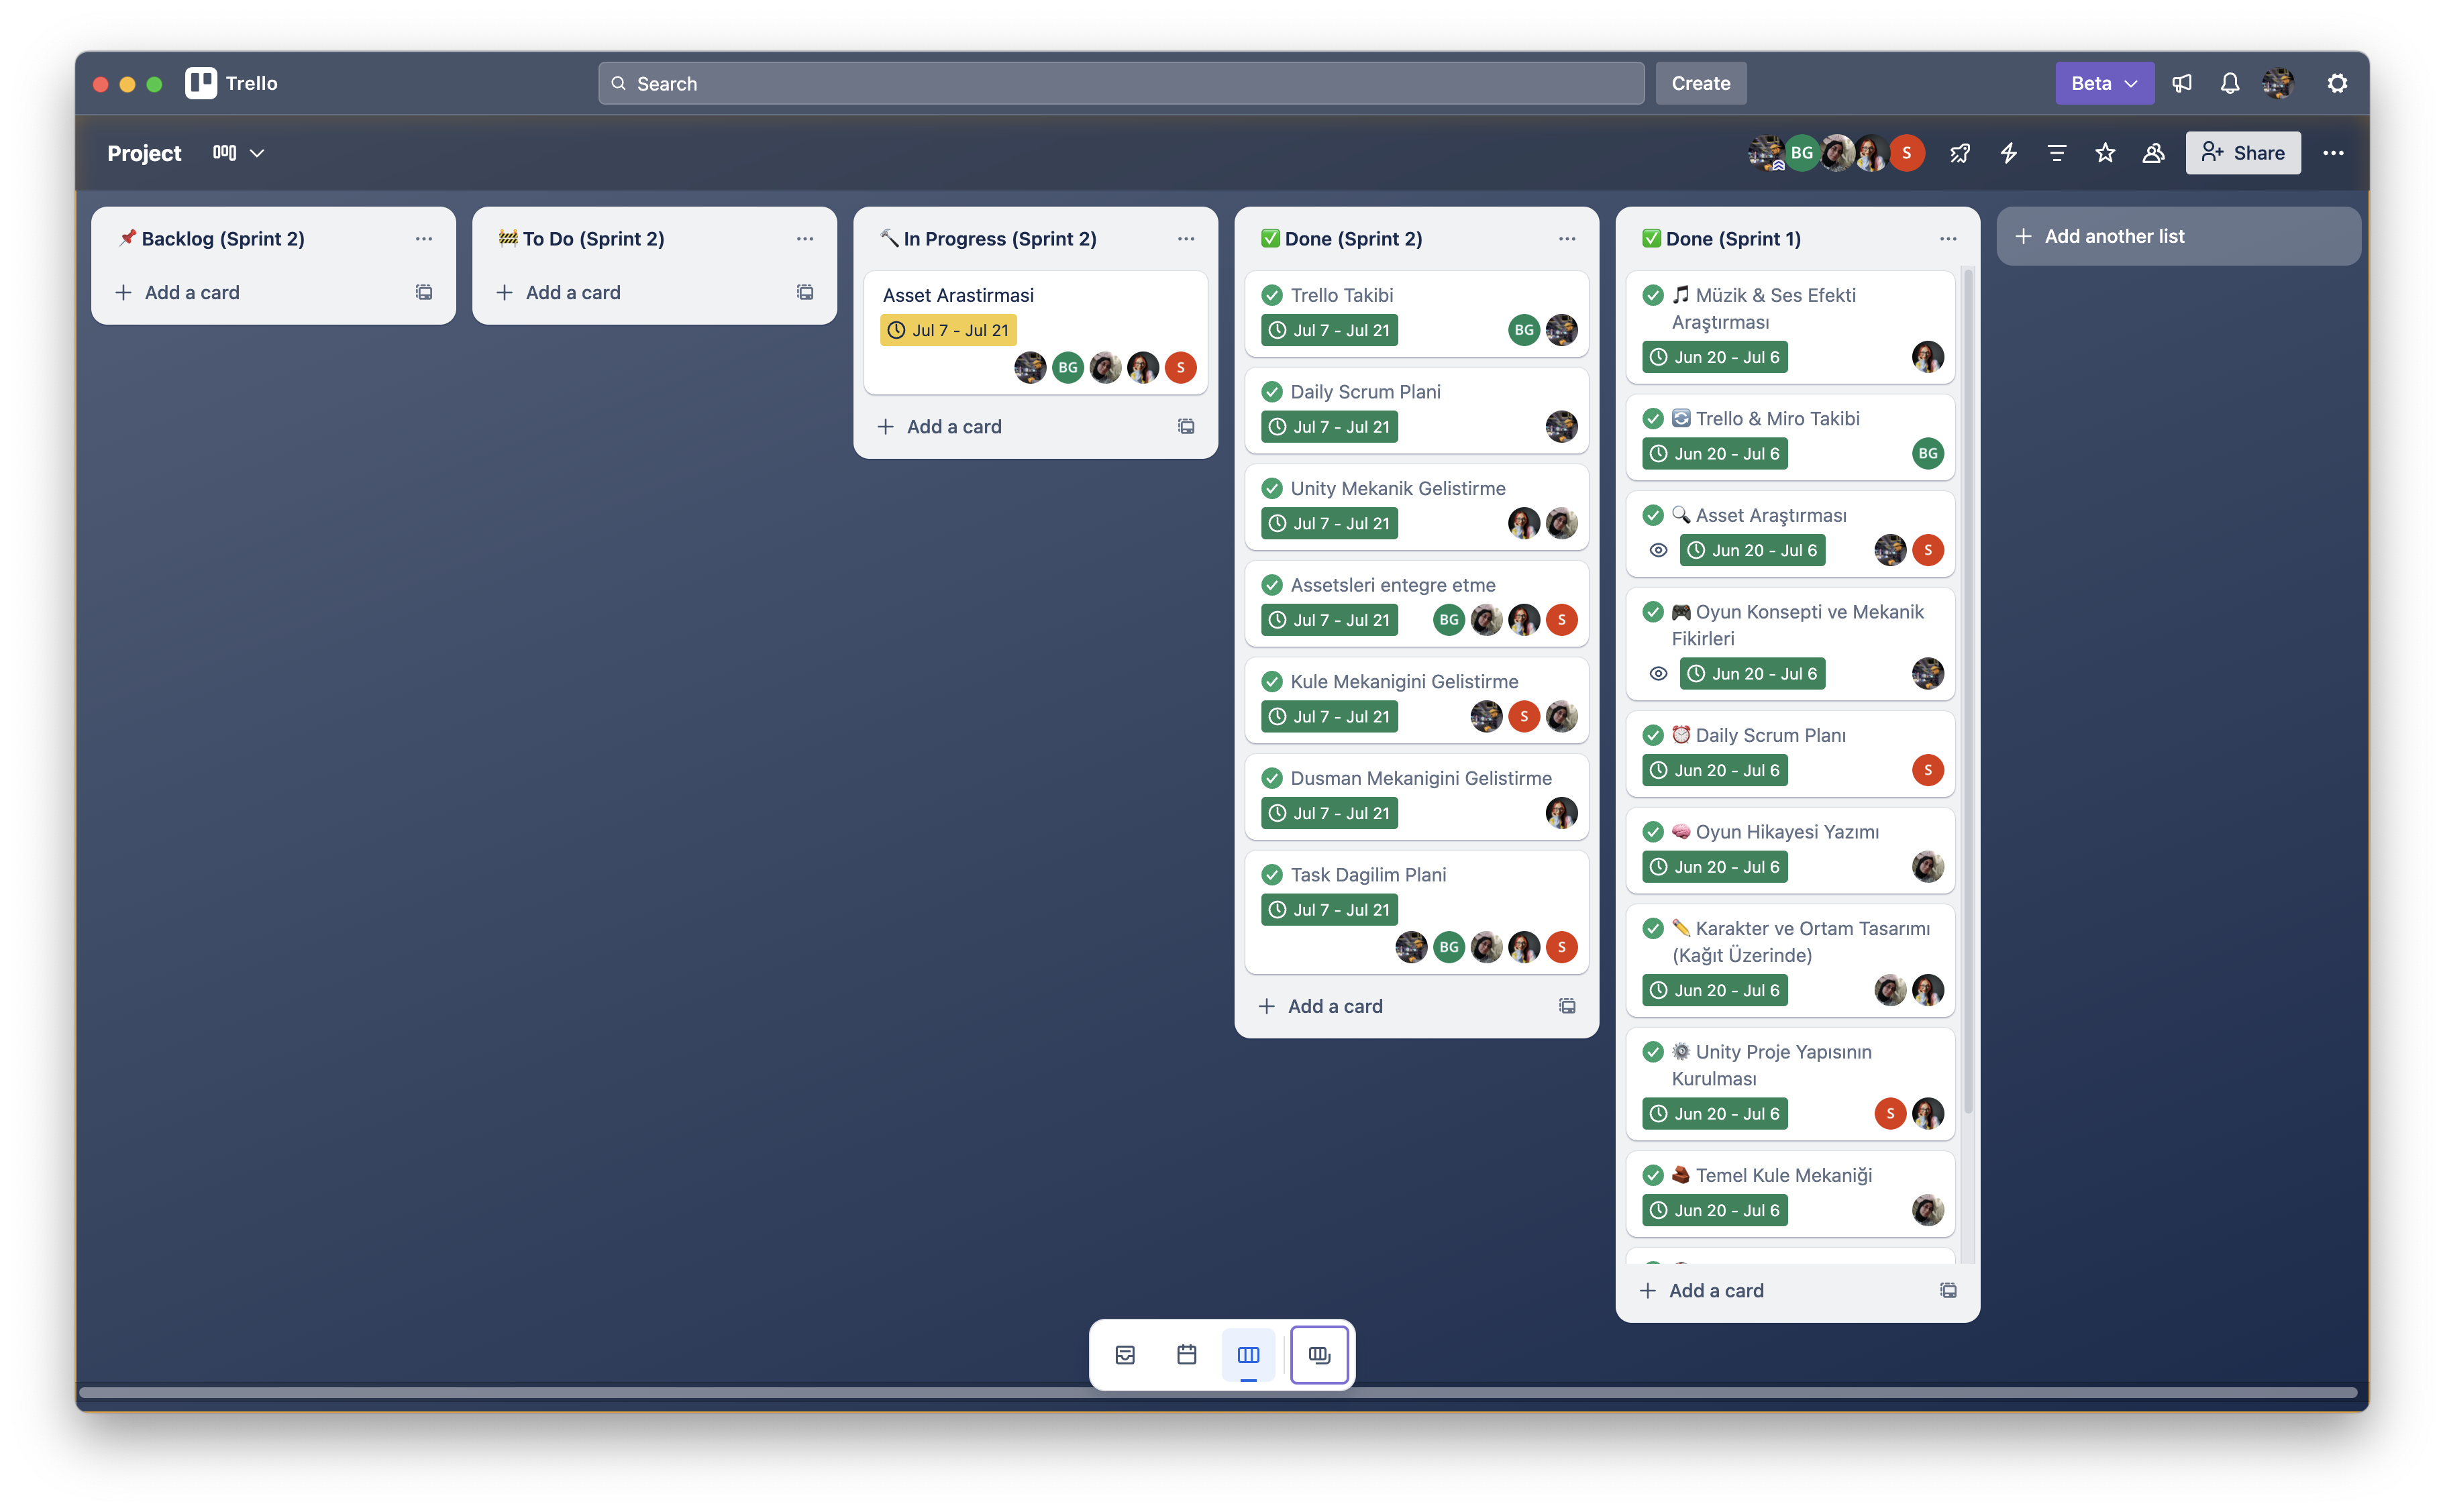 Trello
Search
Create
Beta
Project
BG
S
Share
Backlog (Sprint 2)
Add a card
To Do (Sprint 2)
Add a card
In Progress (Sprint 2)
Asset Arastirmasi
Jul 7 - Jul 21
BG
S
Add a card
Done (Sprint 2)
Trello Takibi
Jul 7 - Jul 21
BG
Daily Scrum Plani
Jul 7 - Jul 21
Unity Mekanik Gelistirme
Jul 7 - Jul 21
Assetsleri entegre etme
Jul 7 - Jul 21
BG
S
Kule Mekanigini Gelistirme
Jul 7 - Jul 21
S
Dusman Mekanigini Gelistirme
Jul 7 - Jul 21
Task Dagilim Plani
Jul 7 - Jul 21
BG
S
Add a card
Done (Sprint 1)
Müzik & Ses Efekti
Araştırması
Jun 20 - Jul 6
Trello & Miro Takibi
Jun 20 - Jul 6
BG
Asset Araştırması
Jun 20 - Jul 6
S
Oyun Konsepti ve Mekanik
Fikirleri
Jun 20 - Jul 6
Daily Scrum Planı
Jun 20 - Jul 6
S
Oyun Hikayesi Yazımı
Jun 20 - Jul 6
Karakter ve Ortam Tasarımı
(Kağıt Üzerinde)
Jun 20 - Jul 6
Unity Proje Yapısının
Kurulması
Jun 20 - Jul 6
S
Temel Kule Mekaniği
Jun 20 - Jul 6
Add a card
Add another list